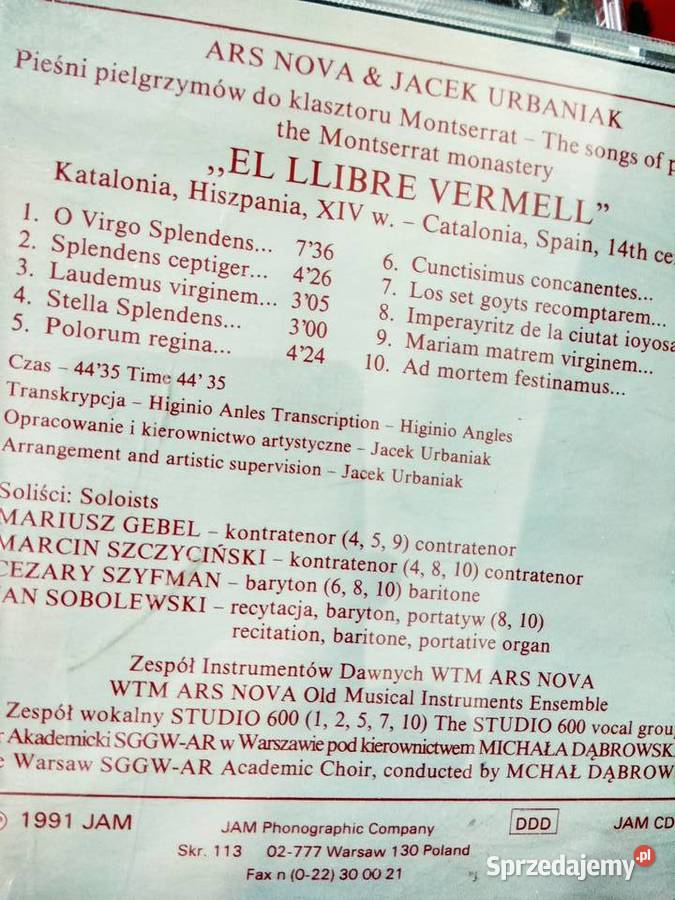 ARS NOVA & JACEK URBANIAK
Pieśni pielgrzymów do klasztoru Montserrat – The songs of p
the Montserrat monastery
„EL LLIBRE VERMELL”
Katalonia, Hiszpania, XIV w. – Catalonia, Spain, 14th ce
1. O Virgo Splendens... 7'36
2. Splendens ceptiger... 4'26
3. Laudemus virginem... 3'05
4. Stella Splendens... 3'00
5. Polorum regina... 4'24
6. Cunctisimus concanentes...
7. Los set goyts recomptarem...
8. Imperayritz de la ciutat ioyosa
9. Mariam matrem virginem...
10. Ad mortem festinamus...
Czas – 44'35 Time 44' 35
Transkrypcja – Higinio Anles Transcription – Higinio Angles
Opracowanie i kierownictwo artystyczne – Jacek Urbaniak
Arrangement and artistic supervision – Jacek Urbaniak
Soliści: Soloists
MARIUSZ GEBEL – kontratenor (4, 5, 9) contratenor
MARCIN SZCZYCIŃSKI – kontratenor (4, 8, 10) contratenor
CEZARY SZYFMAN – baryton (6, 8, 10) baritone
AN SOBOLEWSKI – recytacja, baryton, portatyw (8, 10)
recitation, baritone, portative organ
Zespół Instrumentów Dawnych WTM ARS NOVA
WTM ARS NOVA Old Musical Instruments Ensemble
Zespół wokalny STUDIO 600 (1, 2, 5, 7, 10) The STUDIO 600 vocal grou
r Akademicki SGGW-AR w Warszawie pod kierownictwem MICHAŁA DĄBROWSK
e Warsaw SGGW-AR Academic Choir, conducted by MCHAŁ DĄBROW
℗ 1991 JAM
JAM Phonographic Company
DDD
JAM CD
Skr. 113 02-777 Warsaw 130 Poland
Fax n (0-22) 30 00 21
Sprzedajemy.pl